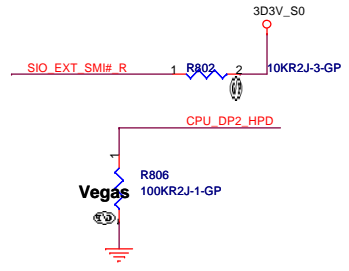 3D3V_S0
SIO_EXT_SMI#_R
1
R802
2
10KR2J-3-GP
CPU_DP2_HPD
1
R806
Vegas
100KR2J-1-GP